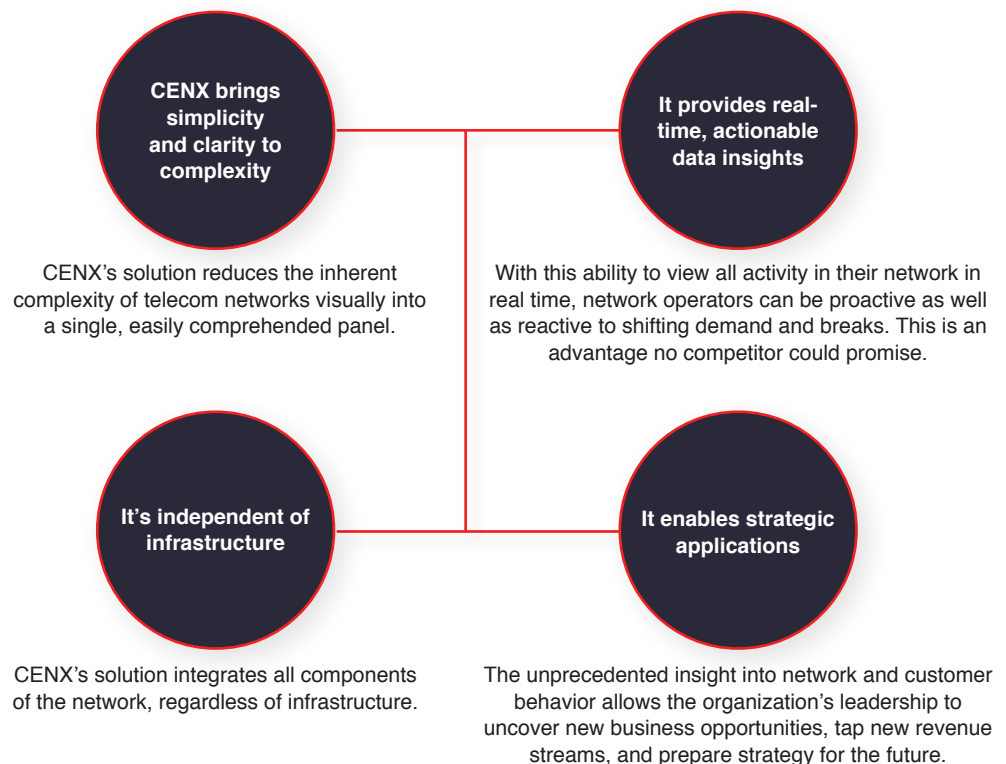 CENX brings
simplicity
and clarity to
complexity
CENX’s solution reduces the inherent
complexity of telecom networks visually into
a single, easily comprehended panel.
It provides real-
time, actionable
data insights
With this ability to view all activity in their network in
real time, network operators can be proactive as well
as reactive to shifting demand and breaks. This is an
advantage no competitor could promise.
It’s independent of
infrastructure
CENX’s solution integrates all components
of the network, regardless of infrastructure.
It enables strategic
applications
The unprecedented insight into network and customer
behavior allows the organization’s leadership to
uncover new business opportunities, tap new revenue
streams, and prepare strategy for the future.